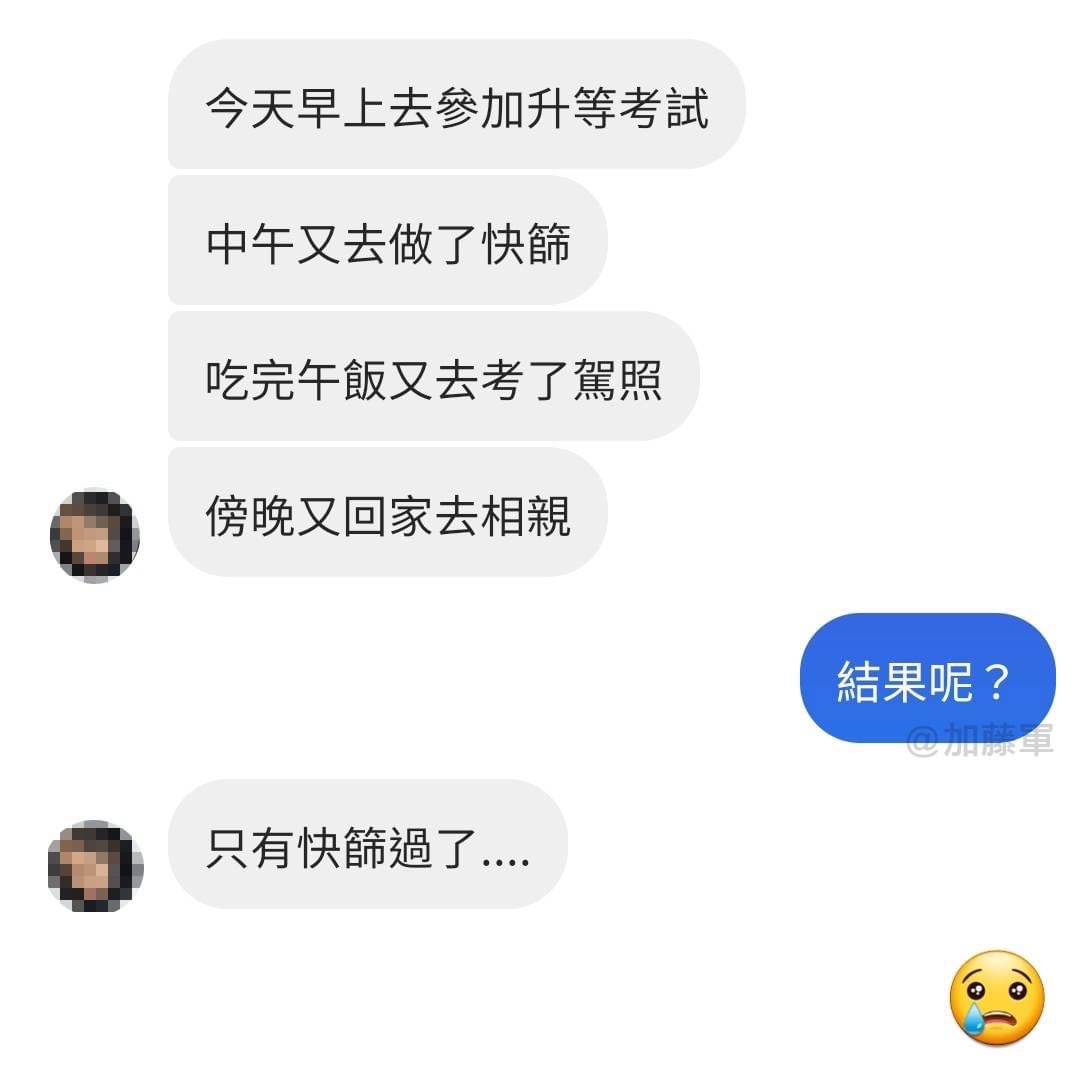 今天早上去參加升等考試
中午又去做了快篩
吃完午飯又去考了駕照
傍晚又回家去相親
結果呢？
@加藤軍
只有快篩過了....